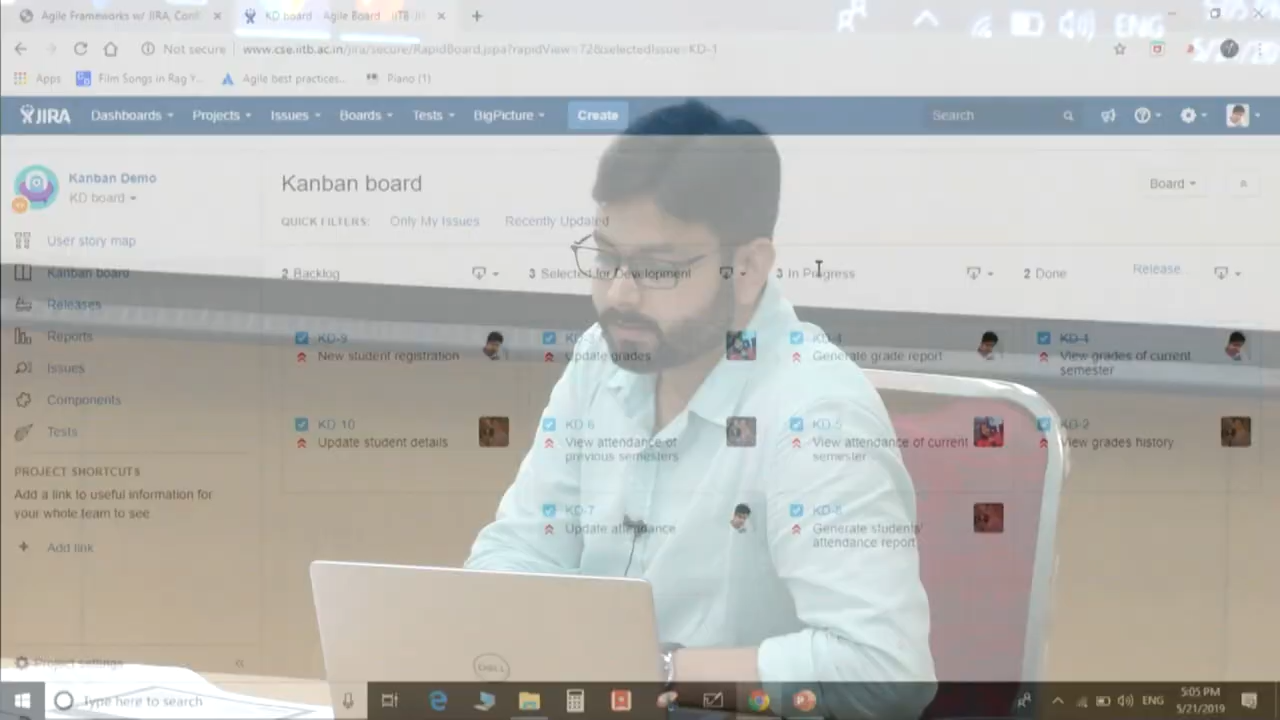 Agile Frameworks w/ JIRA, Conf
KD board - Agile Board - IITB JI
ENG
Not secure
www.cse.iitb.ac.in/jira/secure/RapidBoard.jspa?rapidView=72&selectedIssue=KD-1
Apps
Film Songs in Rag Y...
Agile best practices...
Piano (1)
JIRA
Dashboards
Projects
Issues
Boards
Tests
BigPicture
Create
Search
Kanban Demo
KD board
Kanban board
Board
QUICK FILTERS:
Only My Issues
Recently Updated
User story map
Kanban board
Releases
Reports
Issues
Components
Tests
PROJECT SHORTCUTS
Add a link to useful information for
your whole team to see
+ Add link
Project settings
2 Backlog
KD-9
New student registration
KD-10
Update student details
3 Selected for Development
Update grades
KD-6
View attendance of
previous semesters
KD-7
Update attendance
3 In Progress
Generate grade report
KD-5
View attendance of current
semester
KD-8
Generate students'
attendance report
2 Done
Release...
KD-1
View grades of current
semester
KD-2
View grades history
DELL
Type here to search
ENG
5:05 PM
5/21/2019